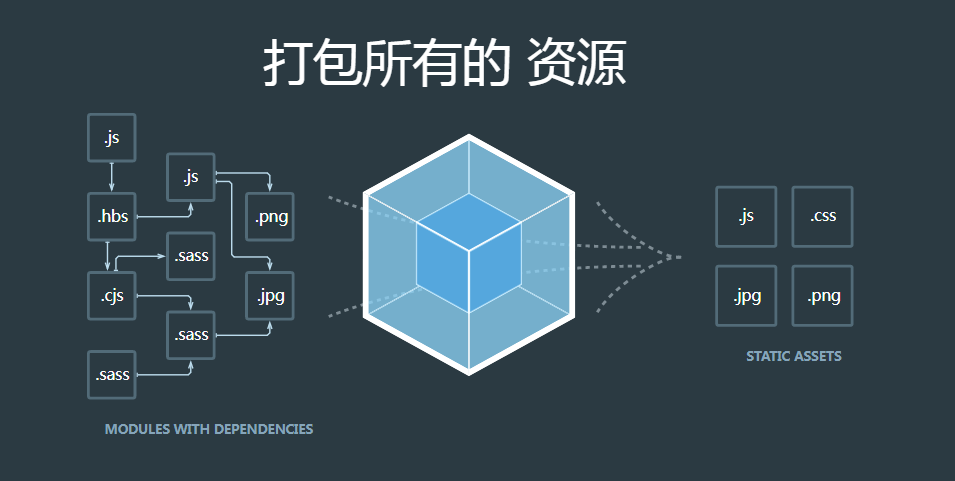 打包所有的 资源
.js
.js
.hbs
.png
.sass
.cjs
.jpg
.sass
.sass
MODULES WITH DEPENDENCIES
.js .css
.jpg .png
STATIC ASSETS